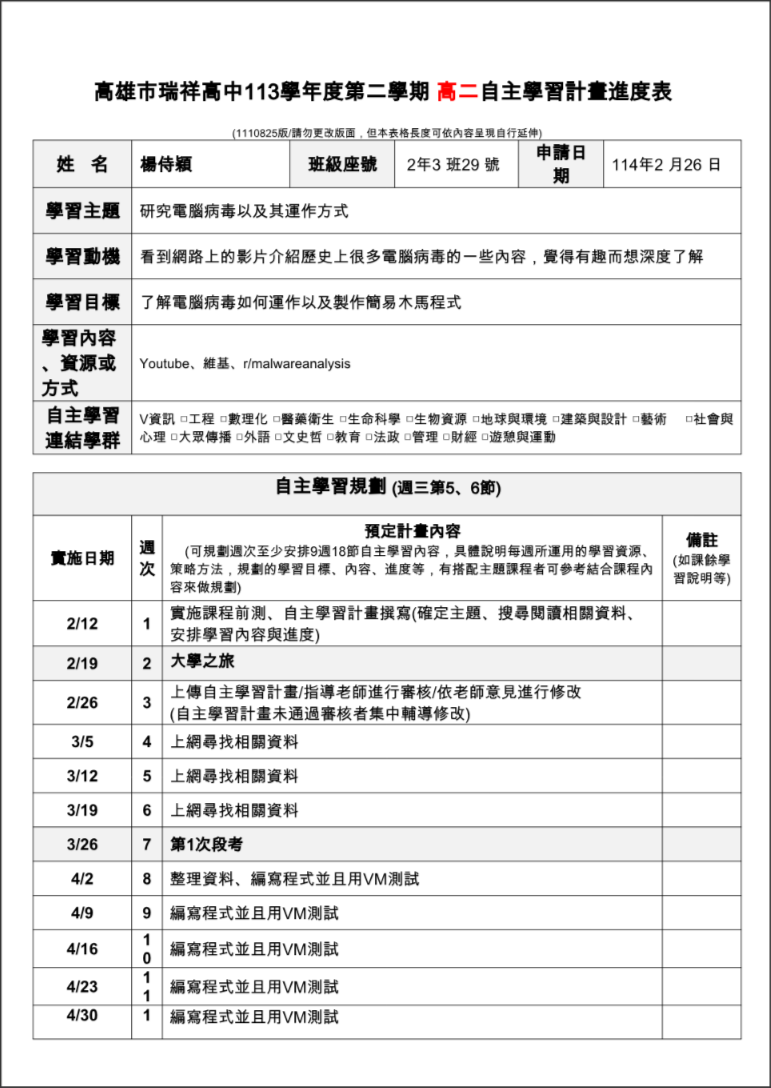 高雄市瑞祥高中113學年度第二學期 高二自主學習計畫進度表
(1110825版/請勿更改版面，但本表格長度可依內容呈現自行延伸)
姓 名 楊侍穎 班級座號 2年3 班29 號 申請日期 114年2 月26 日
學習主題 研究電腦病毒以及其運作方式
學習動機 看到網路上的影片介紹歷史上很多電腦病毒的一些內容，覺得有趣而想深度了解
學習目標 了解電腦病毒如何運作以及製作簡易木馬程式
學習內容
、資源或
方式
Youtube、維基、r/malwareanalysis
自主學習
連結學群
V資訊 □工程 □數理化 □醫藥衛生 □生命科學 □生物資源 □地球與環境 □建築與設計 □藝術 □社會與
心理 □大眾傳播 □外語 □文史哲 □教育 □法政 □管理 □財經 □遊憩與運動
自主學習規劃 (週三第5、6節)
實施日期
週
次
預定計畫內容
(可規劃週次至少安排9週18節自主學習內容，具體說明每週所運用的學習資源、
策略方法，規劃的學習目標、內容、進度等，有搭配主題課程者可參考結合課程內
容來做規劃)
備註
(如課餘學
習說明等)
2/12 1 實施課程前測、自主學習計畫撰寫(確定主題、搜尋閱讀相關資料、
安排學習內容與進度)
2/19 2 大學之旅
2/26 3 上傳自主學習計畫/指導老師進行審核/依老師意見進行修改
(自主學習計畫未通過審核者集中輔導修改)
3/5 4 上網尋找相關資料
3/12 5 上網尋找相關資料
3/19 6 上網尋找相關資料
3/26 7 第1次段考
4/2 8 整理資料、編寫程式並且用VM測試
4/9 9 編寫程式並且用VM測試
4/16 10 編寫程式並且用VM測試
4/23 11 編寫程式並且用VM測試
4/30 1 編寫程式並且用VM測試